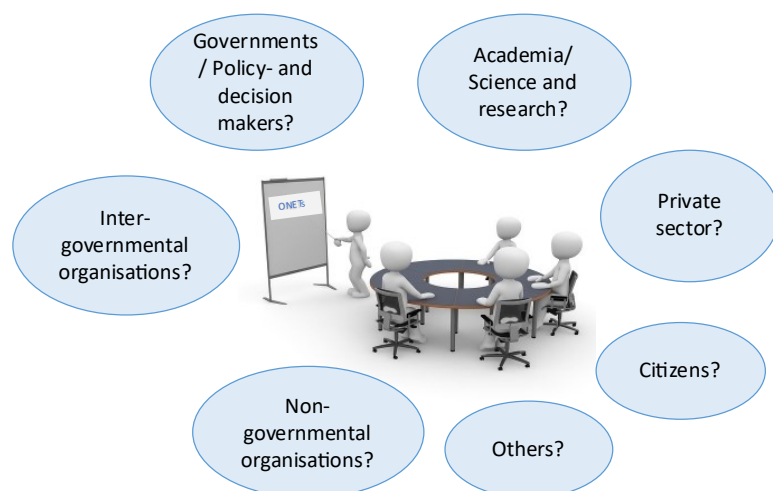 Governments
/ Policy- and
decision
makers?
Academia/
Science and
research?
Inter-
governmental
organisations?
ONETs
Private
sector?
Citizens?
Non-
governmental
organisations?
Others?